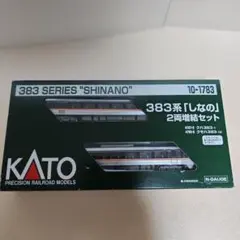 383 SERIES "SHINANO"
10-1783
383系「しなの」
2両増結セット
KATO
PRECISION RAILROAD MODELS
N-GAUGE